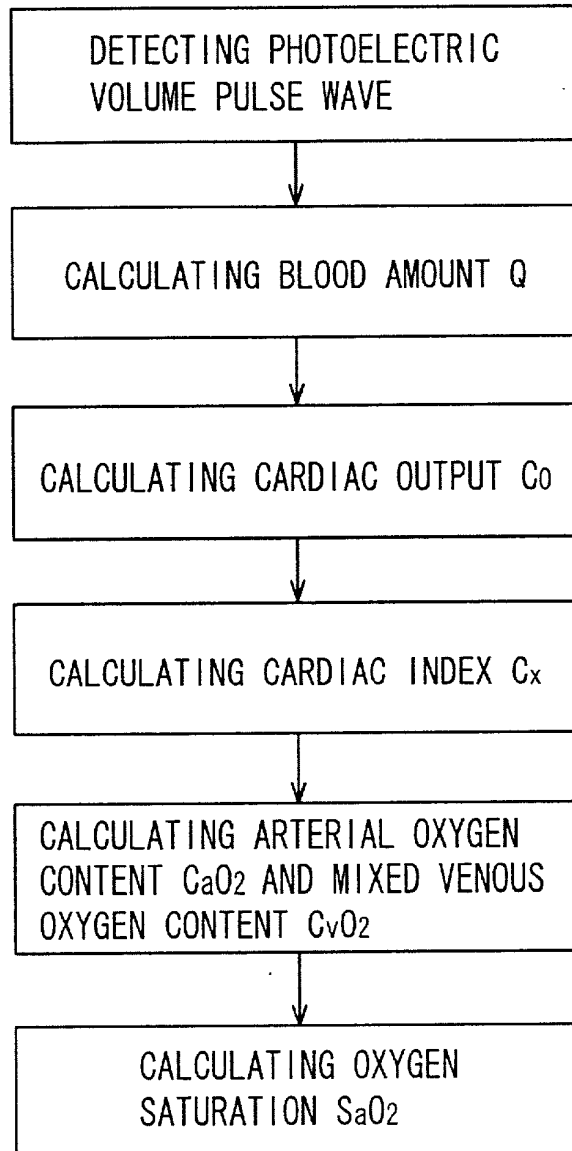 DETECTING PHOTOELECTRIC
VOLUME PULSE WAVE
CALCULATING BLOOD AMOUNT Q
CALCULATING CARDIAC OUTPUT Co
CALCULATING CARDIAC INDEX Cx
CALCULATING ARTERIAL OXYGEN
CONTENT CaO2 AND MIXED VENOUS
OXYGEN CONTENT CvO2
CALCULATING OXYGEN
SATURATION SaO2